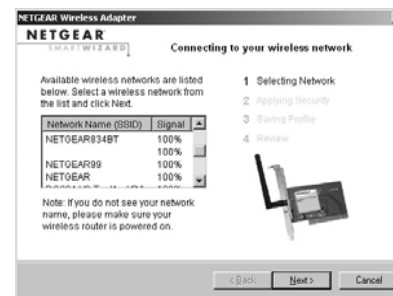 NETGEAR Wireless Adapter
NETGEAR
SMARTWIZARD
Connecting to your wireless network
Available wireless networks are listed
below. Select a wireless network from
the list and click Next.
Network Name (SSID) Signal
NETGEAR834BT 100%
100%
NETGEAR99 100%
NETGEAR 100%
Note: If you do not see your network
name, please make sure your
wireless router is powered on.
1 Selecting Network
2 Applying Security
3 Saving Profile
4 Review
< Back
Next >
Cancel